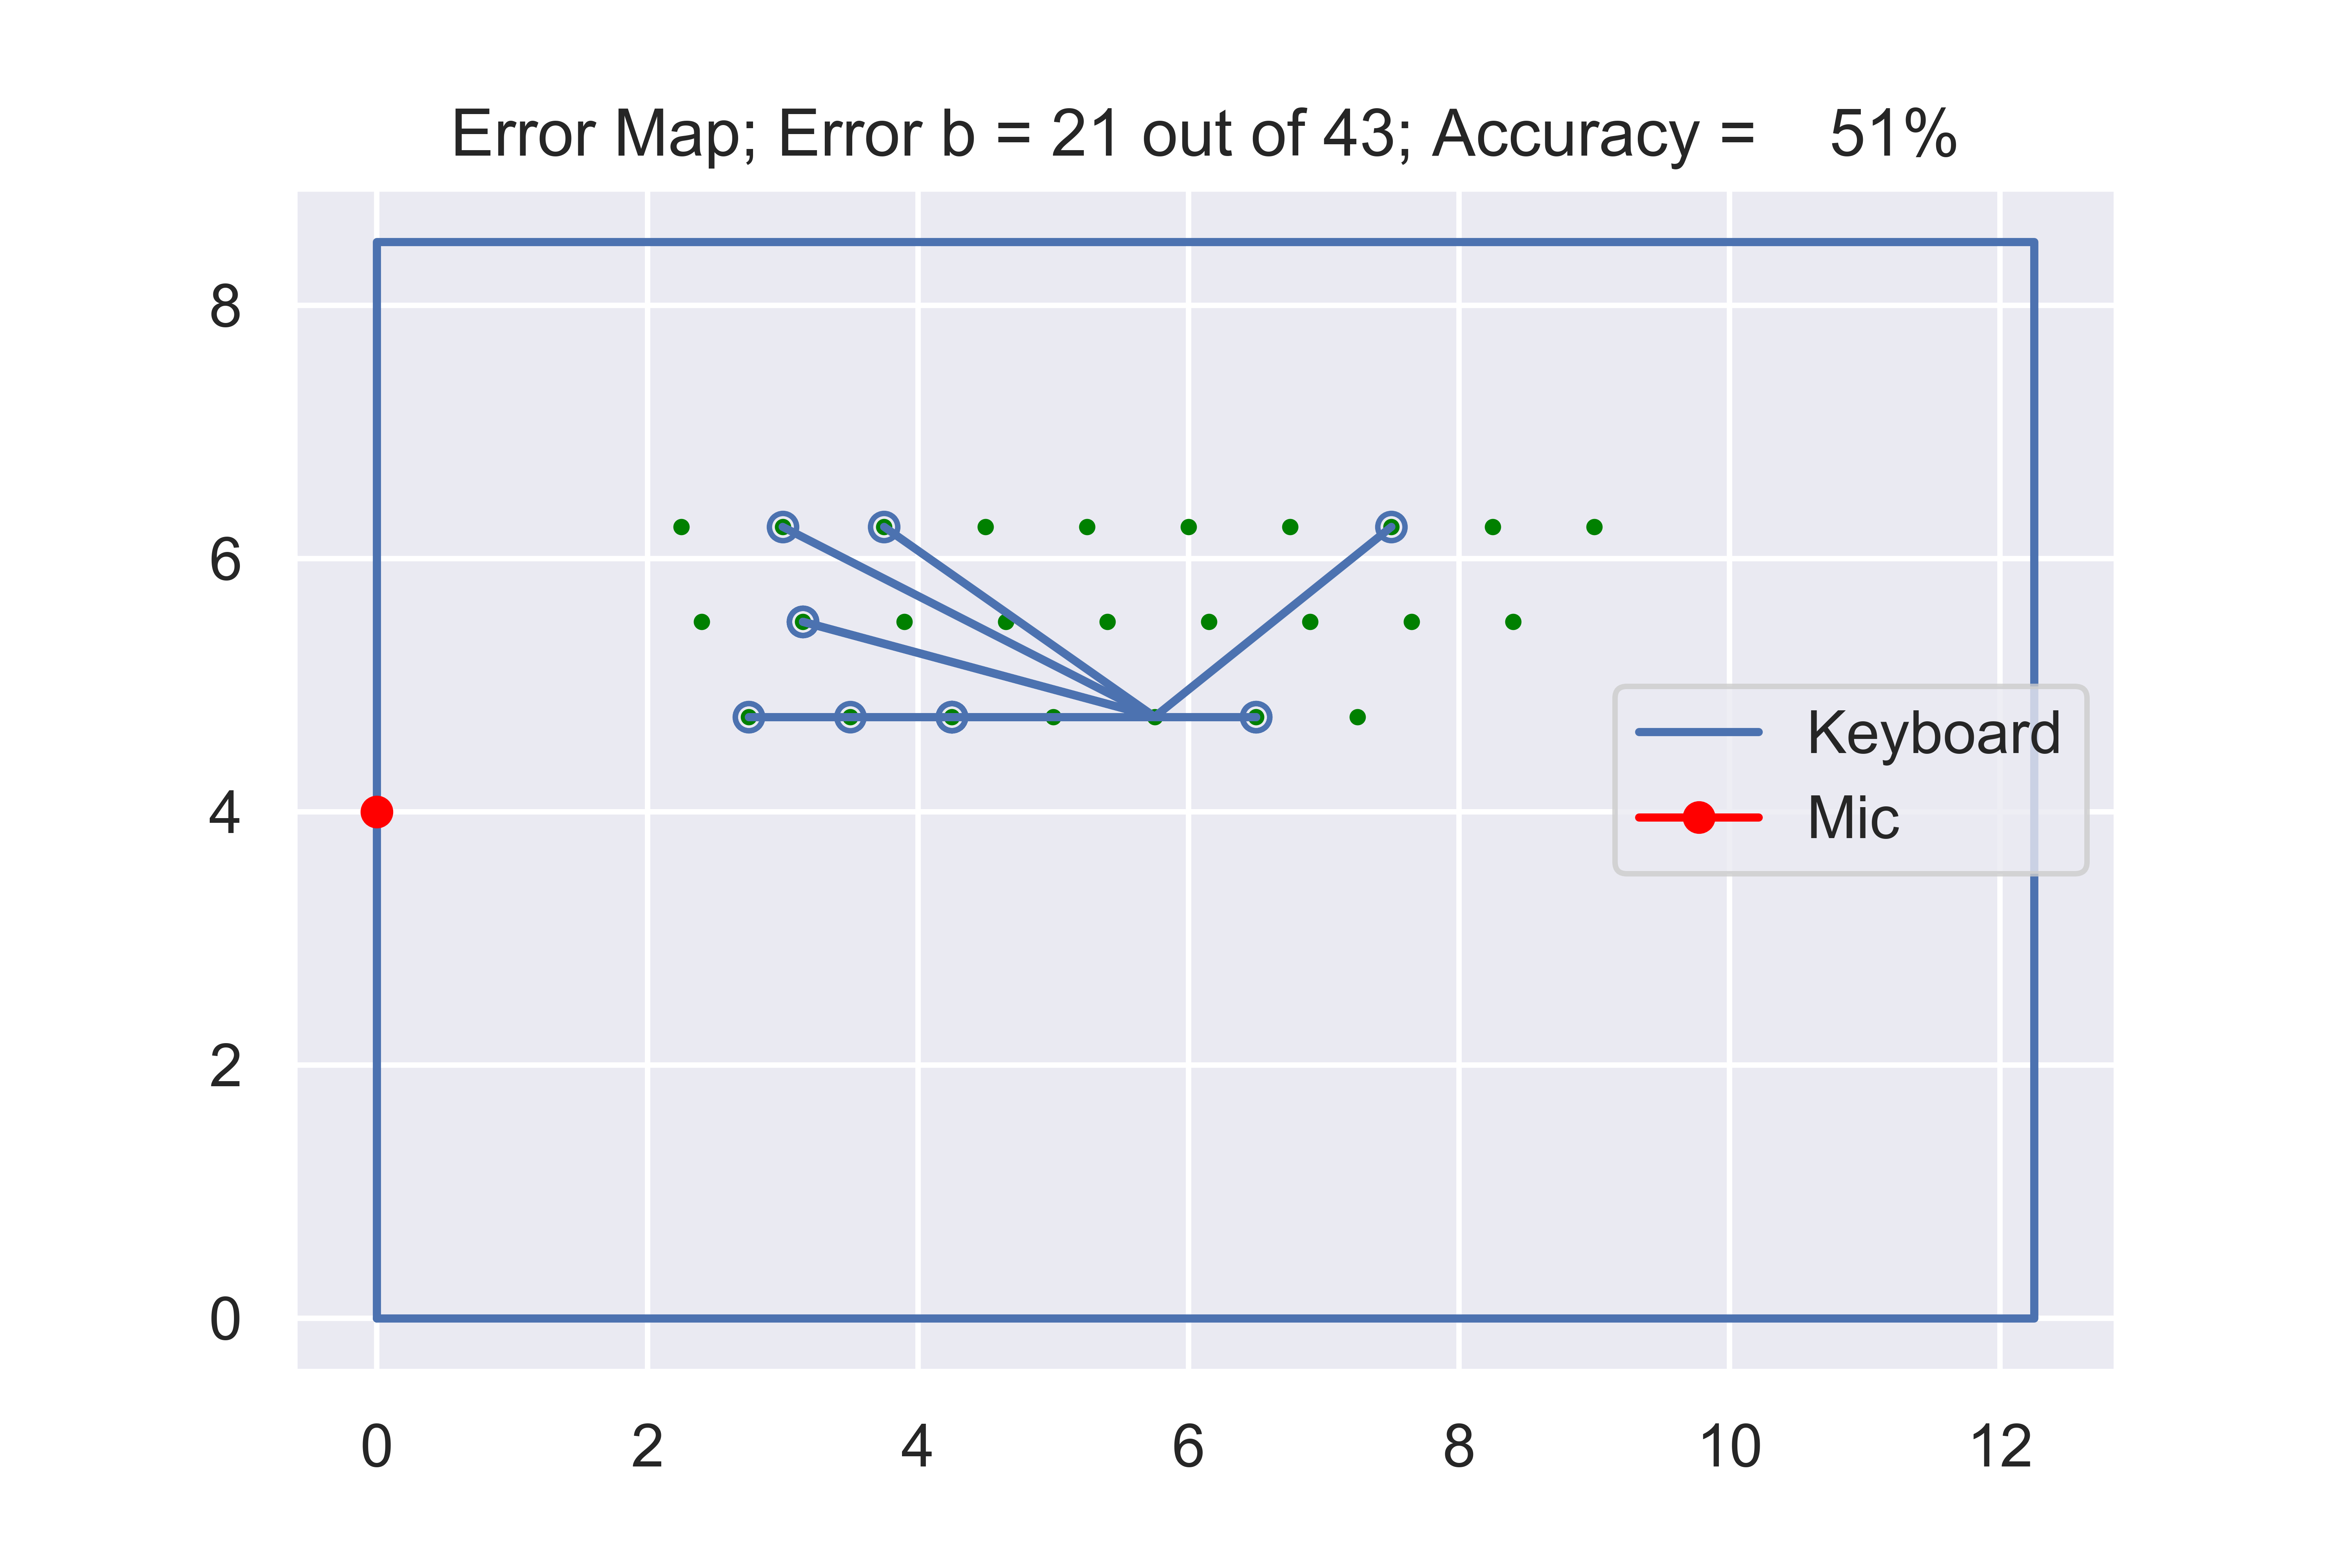 Error Map; Error b = 21 out of 43; Accuracy = 51%
8
6
4
2
0
Keyboard
Mic
0 2 4 6 8 10 12